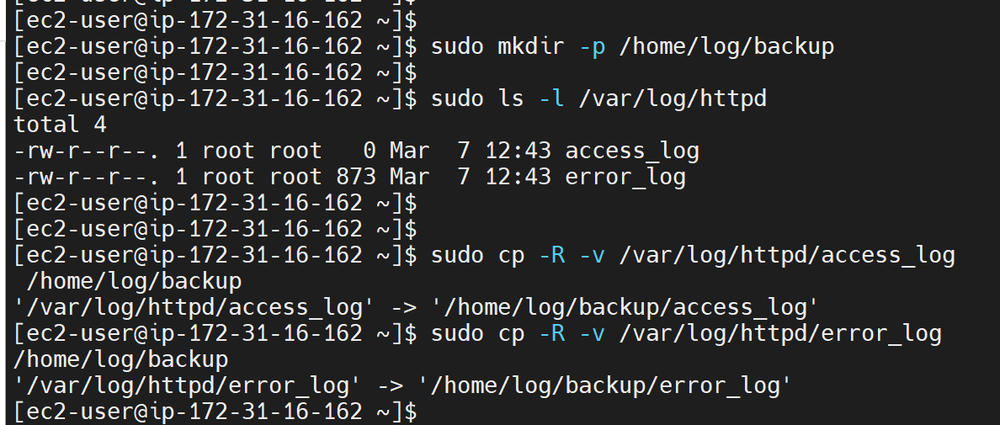 [ec2-user@ip-172-31-16-162 ~]$
[ec2-user@ip-172-31-16-162 ~]$ sudo mkdir -p /home/log/backup
[ec2-user@ip-172-31-16-162 ~]$
[ec2-user@ip-172-31-16-162 ~]$ sudo ls -l /var/log/httpd
total 4
-rw-r--r--. 1 root root   0 Mar  7 12:43 access_log
-rw-r--r--. 1 root root 873 Mar  7 12:43 error_log
[ec2-user@ip-172-31-16-162 ~]$
[ec2-user@ip-172-31-16-162 ~]$
[ec2-user@ip-172-31-16-162 ~]$ sudo cp -R -v /var/log/httpd/access_log
 /home/log/backup
'/var/log/httpd/access_log' -> '/home/log/backup/access_log'
[ec2-user@ip-172-31-16-162 ~]$ sudo cp -R -v /var/log/httpd/error_log
/home/log/backup
'/var/log/httpd/error_log' -> '/home/log/backup/error_log'
[ec2-user@ip-172-31-16-162 ~]$